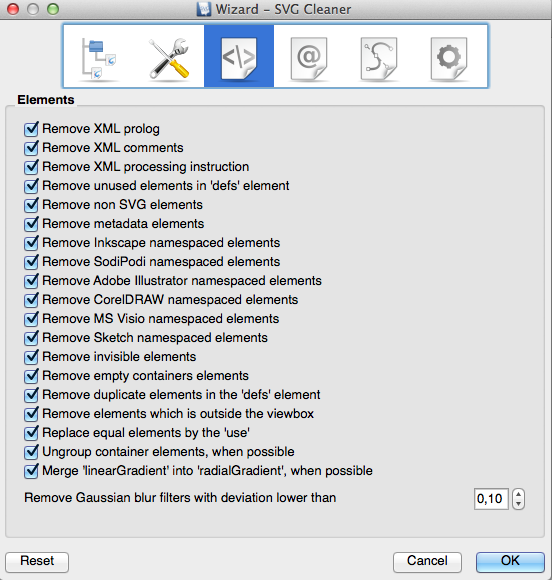 Wizard – SVG Cleaner
</>
@
Elements
Remove XML prolog
Remove XML comments
Remove XML processing instruction
Remove unused elements in 'defs' element
Remove non SVG elements
Remove metadata elements
Remove Inkscape namespaced elements
Remove SodiPodi namespaced elements
Remove Adobe Illustrator namespaced elements
Remove CorelDRAW namespaced elements
Remove MS Visio namespaced elements
Remove Sketch namespaced elements
Remove invisible elements
Remove empty containers elements
Remove duplicate elements in the 'defs' element
Remove elements which is outside the viewbox
Replace equal elements by the 'use'
Ungroup container elements, when possible
Merge 'linearGradient' into 'radialGradient', when possible
Remove Gaussian blur filters with deviation lower than 0,10
Reset Cancel OK